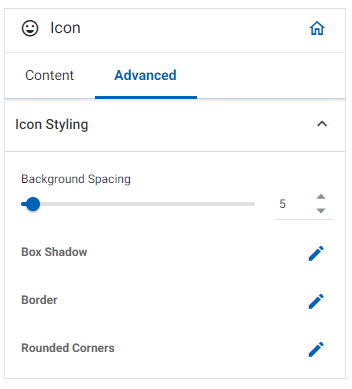 Icon
Content Advanced
Icon Styling
Background Spacing
5
Box Shadow
Border
Rounded Corners